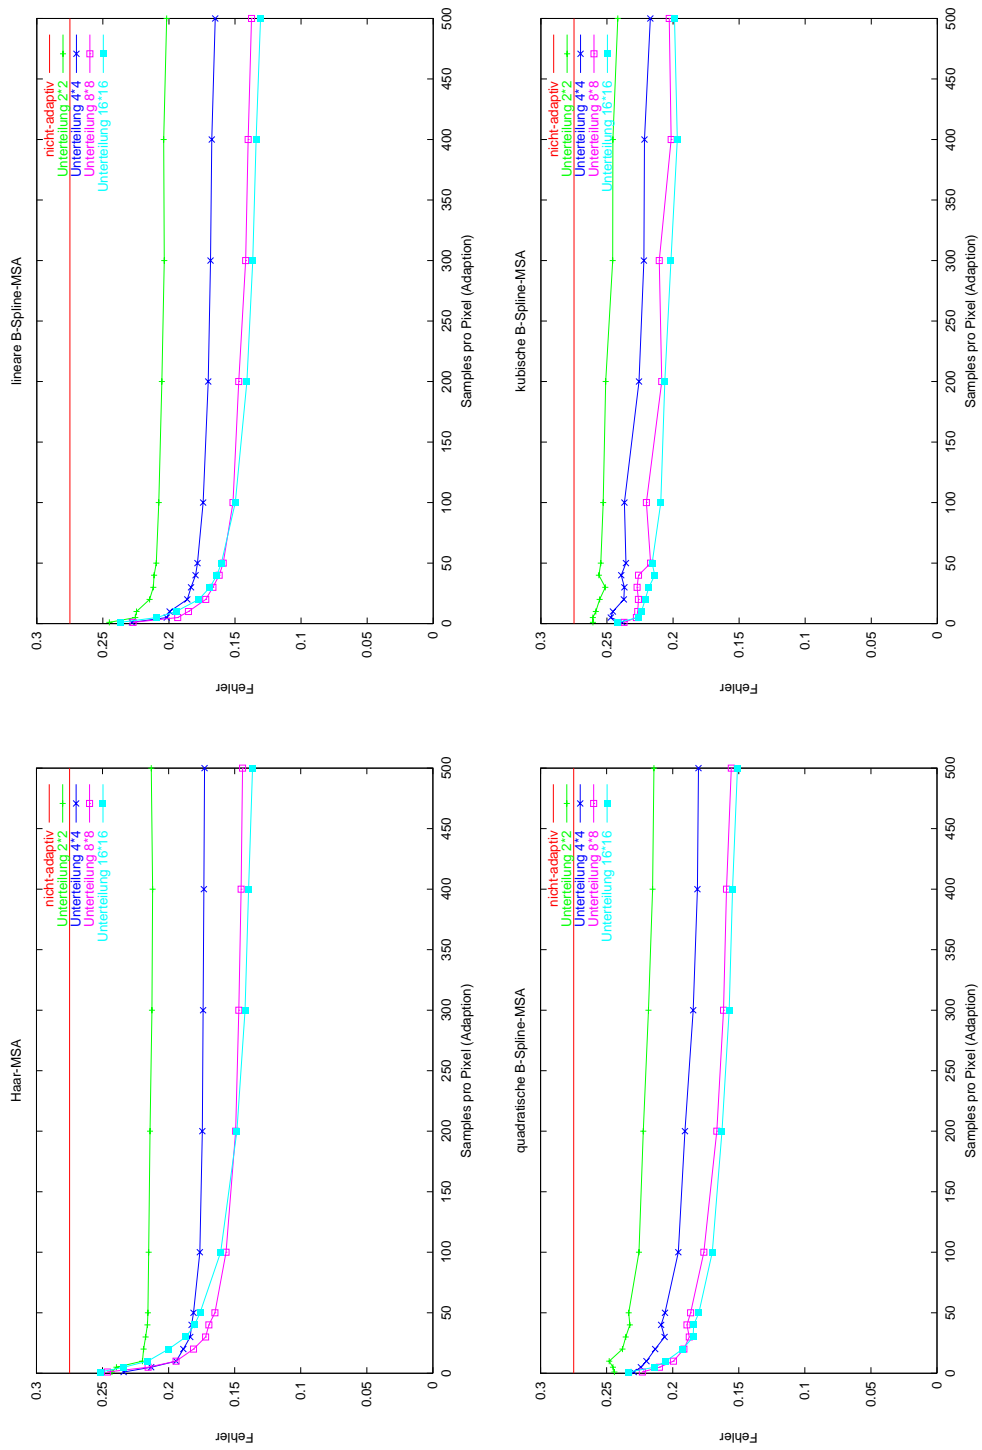 Haar-MSA
Fehler
0.3
0.25
0.2
0.15
0.1
0.05
0
nicht-adaptiv
Unterteilung 2*2
Unterteilung 4*4
Unterteilung 8*8
Unterteilung 16*16
0 50 100 150 200 250 300 350 400 450 500
Samples pro Pixel (Adaption)
lineare B-Spline-MSA
Fehler
0.3
0.25
0.2
0.15
0.1
0.05
0
nicht-adaptiv
Unterteilung 2*2
Unterteilung 4*4
Unterteilung 8*8
Unterteilung 16*16
0 50 100 150 200 250 300 350 400 450 500
Samples pro Pixel (Adaption)
quadratische B-Spline-MSA
Fehler
0.3
0.25
0.2
0.15
0.1
0.05
0
nicht-adaptiv
Unterteilung 2*2
Unterteilung 4*4
Unterteilung 8*8
Unterteilung 16*16
0 50 100 150 200 250 300 350 400 450 500
Samples pro Pixel (Adaption)
kubische B-Spline-MSA
Fehler
0.3
0.25
0.2
0.15
0.1
0.05
0
nicht-adaptiv
Unterteilung 2*2
Unterteilung 4*4
Unterteilung 8*8
Unterteilung 16*16
0 50 100 150 200 250 300 350 400 450 500
Samples pro Pixel (Adaption)